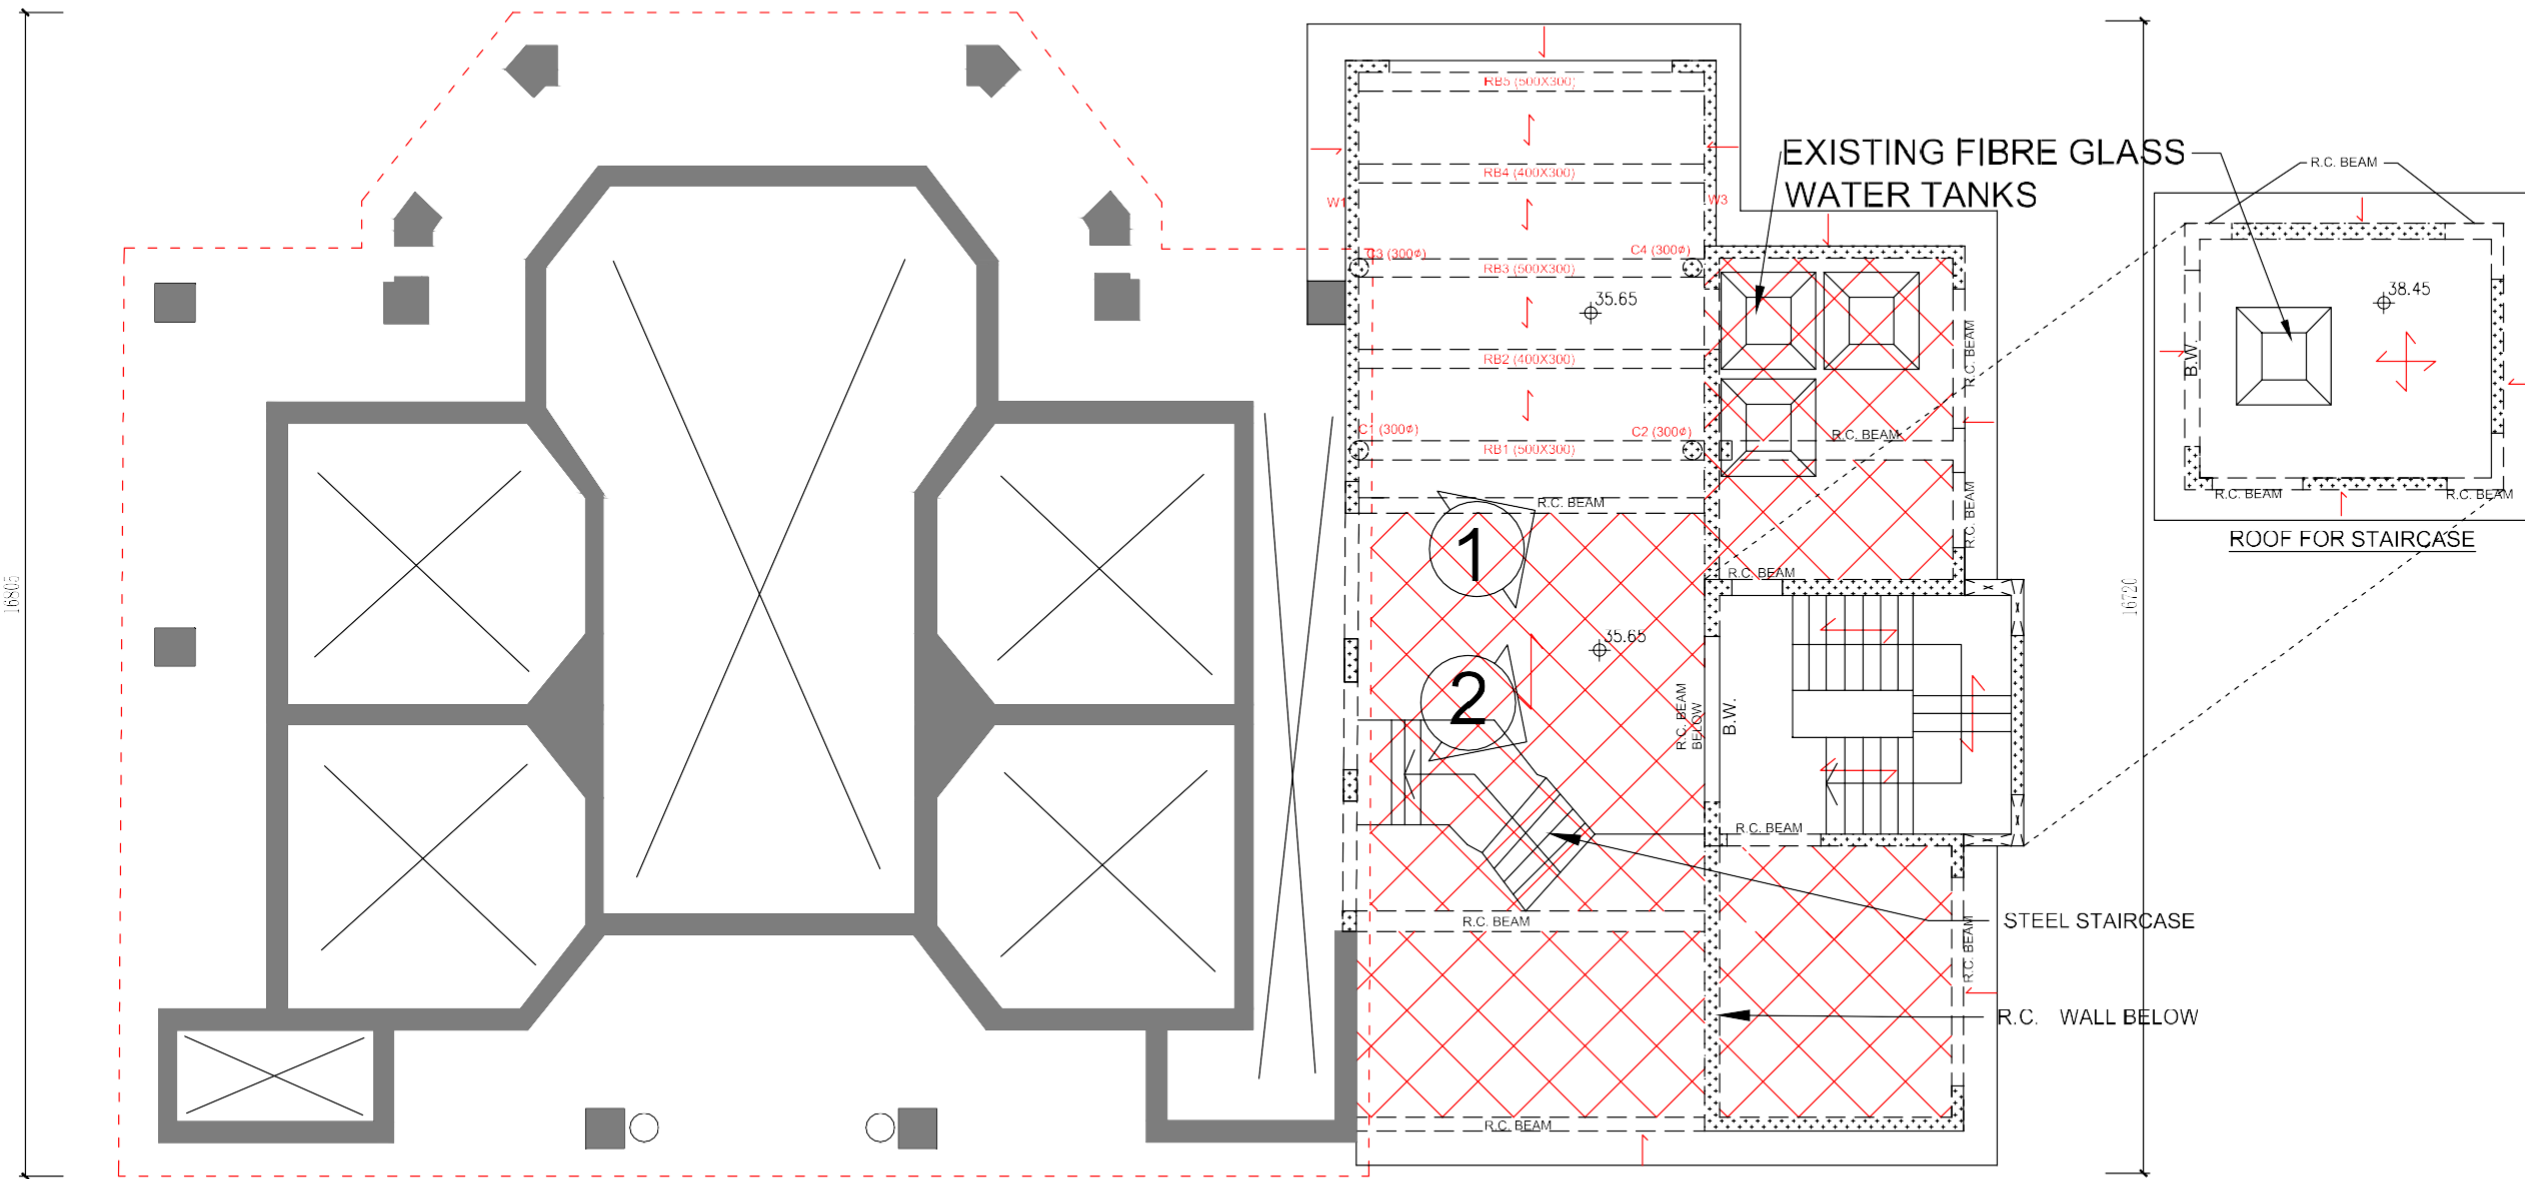 RB5 (500X300)
EXISTING FIBRE GLASS
WATER TANKS
R.C. BEAM
RB4 (400X300)
W1
W3
C3 (300ϕ)
C4 (300ϕ)
RB3 (500X300)
35.65
38.45
R.C. BEAM
B.W.
RB2 (400X300)
C1 (300ϕ)
C2 (300ϕ)
R.C. BEAM
RB1 (500X300)
R.C. BEAM
R.C. BEAM
R.C. BEAM
R.C. BEAM
R.C. BEAM
ROOF FOR STAIRCASE
1
R.C. BEAM
16805
16720
35.65
2
R.C. BEAM
BELOW
B.W.
R.C. BEAM
R.C. BEAM
STEEL STAIRCASE
R.C. BEAM
R.C. WALL BELOW
R.C. BEAM